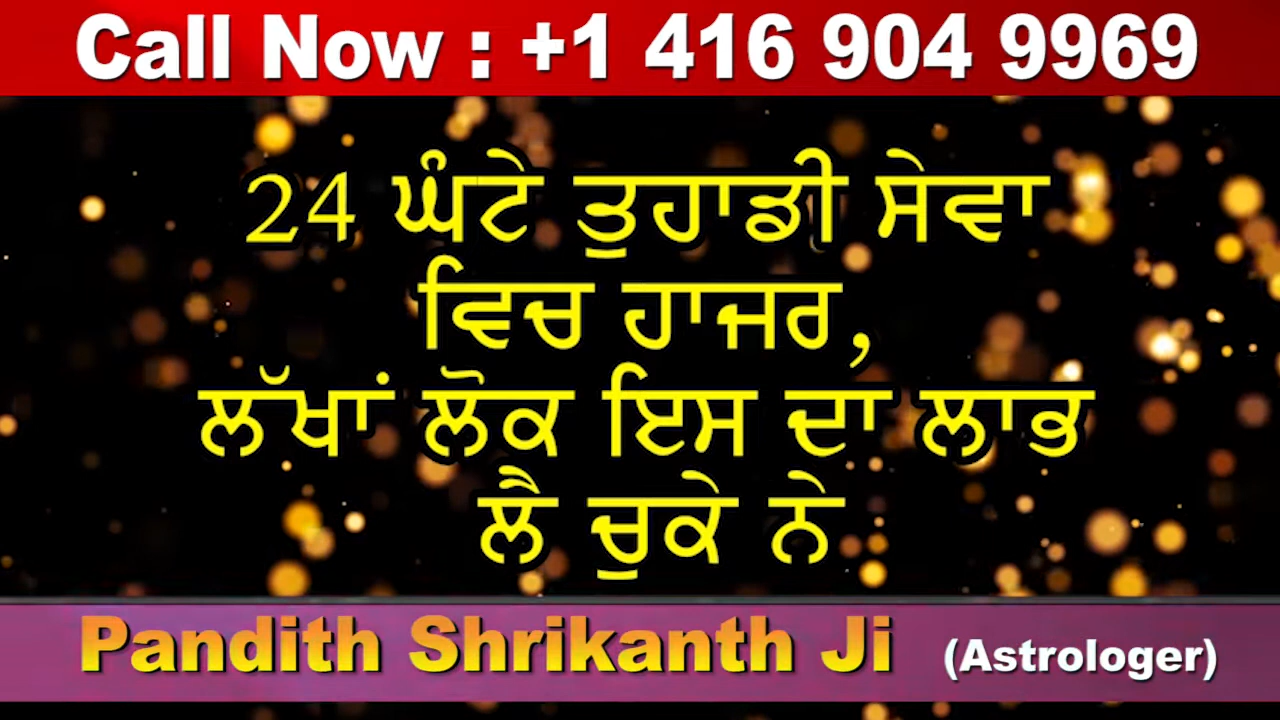 Call Now : +1 416 904 9969
24 ਘੰਟੇ ਤੁਹਾਡੀ ਸੇਵਾ
ਵਿਚ ਹਾਜਰ,
ਲੱਖਾਂ ਲੋਕ ਇਸ ਦਾ ਲਾਭ
ਲੈ ਚੁਕੇ ਨੇ
Pandith Shrikanth Ji (Astrologer)